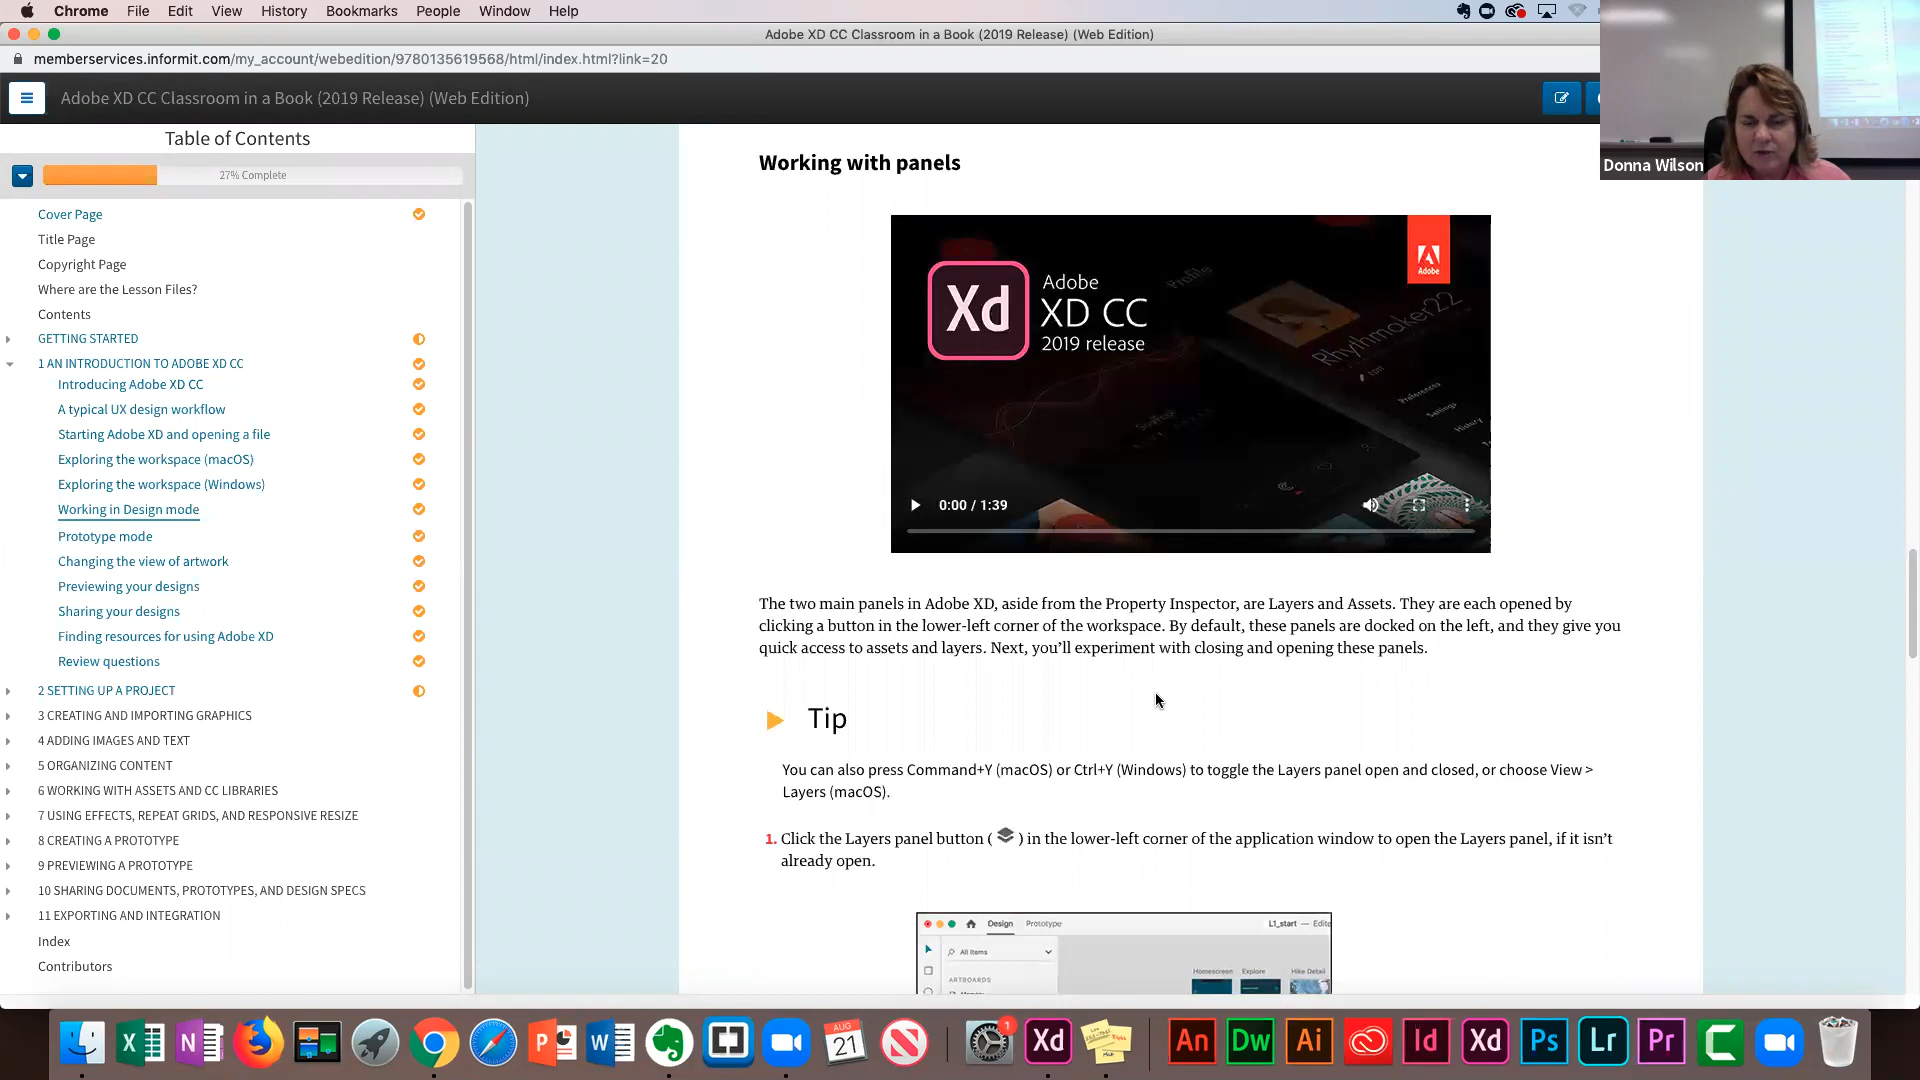 Chrome File Edit View History Bookmarks People Window Help
Adobe XD CC Classroom in a Book (2019 Release) (Web Edition)
memberservices.informit.com/my_account/webedition/9780135619568/html/index.html?link=20
Adobe XD CC Classroom in a Book (2019 Release) (Web Edition)
Donna Wilson
Table of Contents
27% Complete
Cover Page
Title Page
Copyright Page
Where are the Lesson Files?
Contents
GETTING STARTED
1 AN INTRODUCTION TO ADOBE XD CC
Introducing Adobe XD CC
A typical UX design workflow
Starting Adobe XD and opening a file
Exploring the workspace (macOS)
Exploring the workspace (Windows)
Working in Design mode
Prototype mode
Changing the view of artwork
Previewing your designs
Sharing your designs
Finding resources for using Adobe XD
Review questions
2 SETTING UP A PROJECT
3 CREATING AND IMPORTING GRAPHICS
4 ADDING IMAGES AND TEXT
5 ORGANIZING CONTENT
6 WORKING WITH ASSETS AND CC LIBRARIES
7 USING EFFECTS, REPEAT GRIDS, AND RESPONSIVE RESIZE
8 CREATING A PROTOTYPE
9 PREVIEWING A PROTOTYPE
10 SHARING DOCUMENTS, PROTOTYPES, AND DESIGN SPECS
11 EXPORTING AND INTEGRATION
Index
Contributors
Working with panels
Xd
Adobe
XD CC
2019 release
Adobe
Profile
Rhythmaker22
Preferences
Settings
History
0:00 / 1:39
The two main panels in Adobe XD, aside from the Property Inspector, are Layers and Assets. They are each opened by
clicking a button in the lower-left corner of the workspace. By default, these panels are docked on the left, and they give you
quick access to assets and layers. Next, you’ll experiment with closing and opening these panels.
Tip
You can also press Command+Y (macOS) or Ctrl+Y (Windows) to toggle the Layers panel open and closed, or choose View >
Layers (macOS).
1. Click the Layers panel button ( ) in the lower-left corner of the application window to open the Layers panel, if it isn’t
already open.
Design Prototype L1_start — Edite
All Items
ARTBOARDS
Homescreen Explore Hike Detail
X N P W AUG 21 1 Xd An Dw Ai Id Xd Ps Lr Pr C